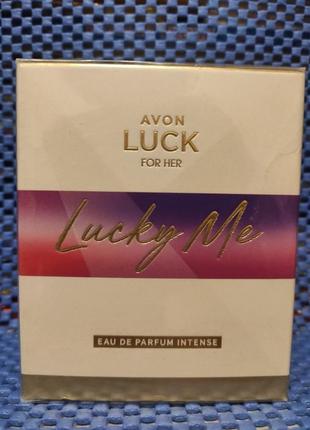 AVON
LUCK
FOR HER
Lucky Me
EAU DE PARFUM INTENSE